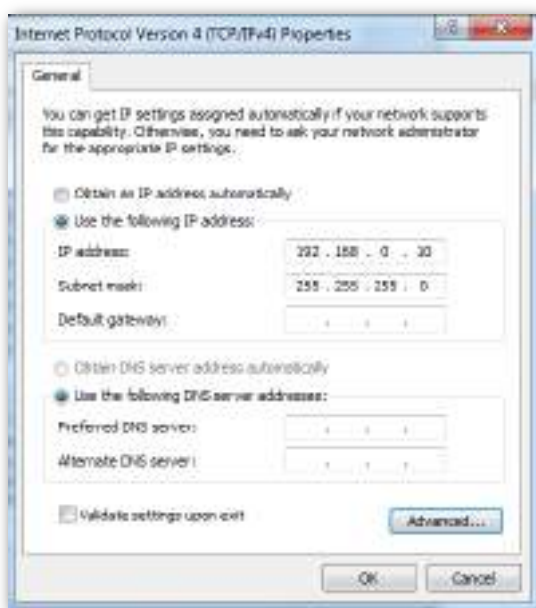 Internet Protocol Version 4 (TCP/IPv4) Properties
General
You can get IP settings assigned automatically if your network supports
this capability. Otherwise, you need to ask your network administrator
for the appropriate IP settings.
Obtain an IP address automatically
Use the following IP address:
IP address: 192 . 168 . 0 . 10
Subnet mask: 255 . 255 . 255 . 0
Default gateway: . . .
Obtain DNS server address automatically
Use the following DNS server addresses:
Preferred DNS server: . . .
Alternate DNS server: . . .
Validate settings upon exit
Advanced...
OK Cancel